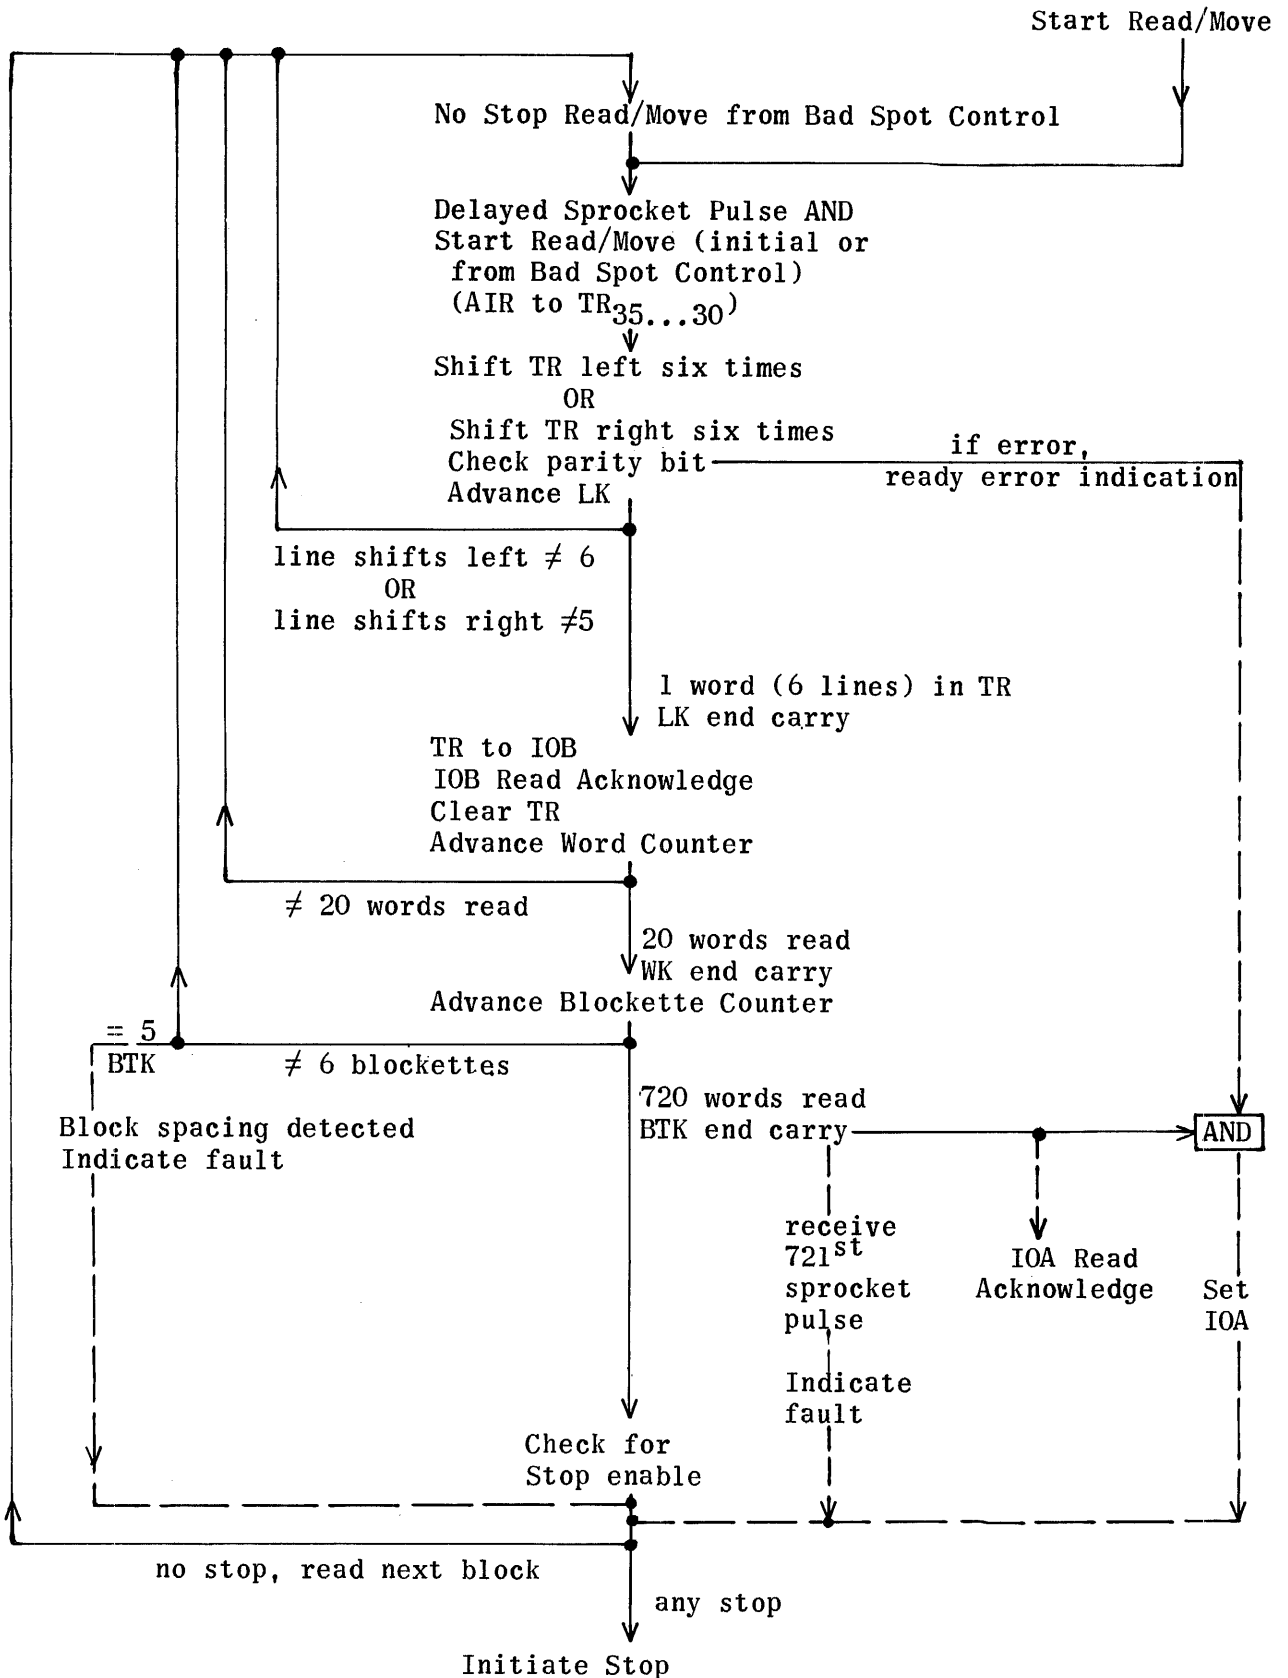 Start Read/Move
No Stop Read/Move from Bad Spot Control
Delayed Sprocket Pulse AND
Start Read/Move (initial or
from Bad Spot Control)
(AIR to TR35...30)
Shift TR left six times
OR
Shift TR right six times
Check parity bit
Advance LK
if error,
ready error indication
line shifts left ≠ 6
OR
line shifts right ≠5
1 word (6 lines) in TR
LK end carry
TR to IOB
IOB Read Acknowledge
Clear TR
Advance Word Counter
≠ 20 words read
20 words read
WK end carry
Advance Blockette Counter
= 5
BTK
≠ 6 blockettes
720 words read
BTK end carry
AND
Block spacing detected
Indicate fault
receive
721st
sprocket
pulse
Indicate
fault
IOA Read
Acknowledge
Set
IOA
Check for
Stop enable
no stop, read next block
any stop
Initiate Stop